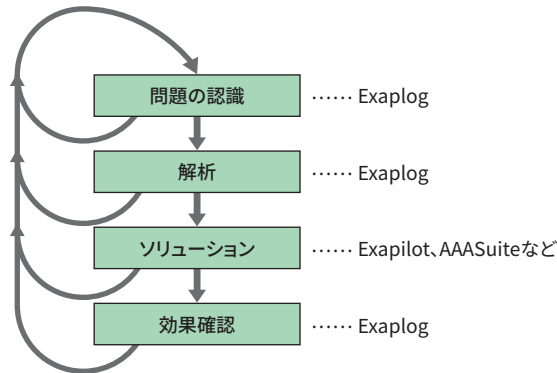 問題の認識 …… Exaplog
解析 …… Exaplog
ソリューション …… Exapilot、AAASuiteなど
効果確認 …… Exaplog